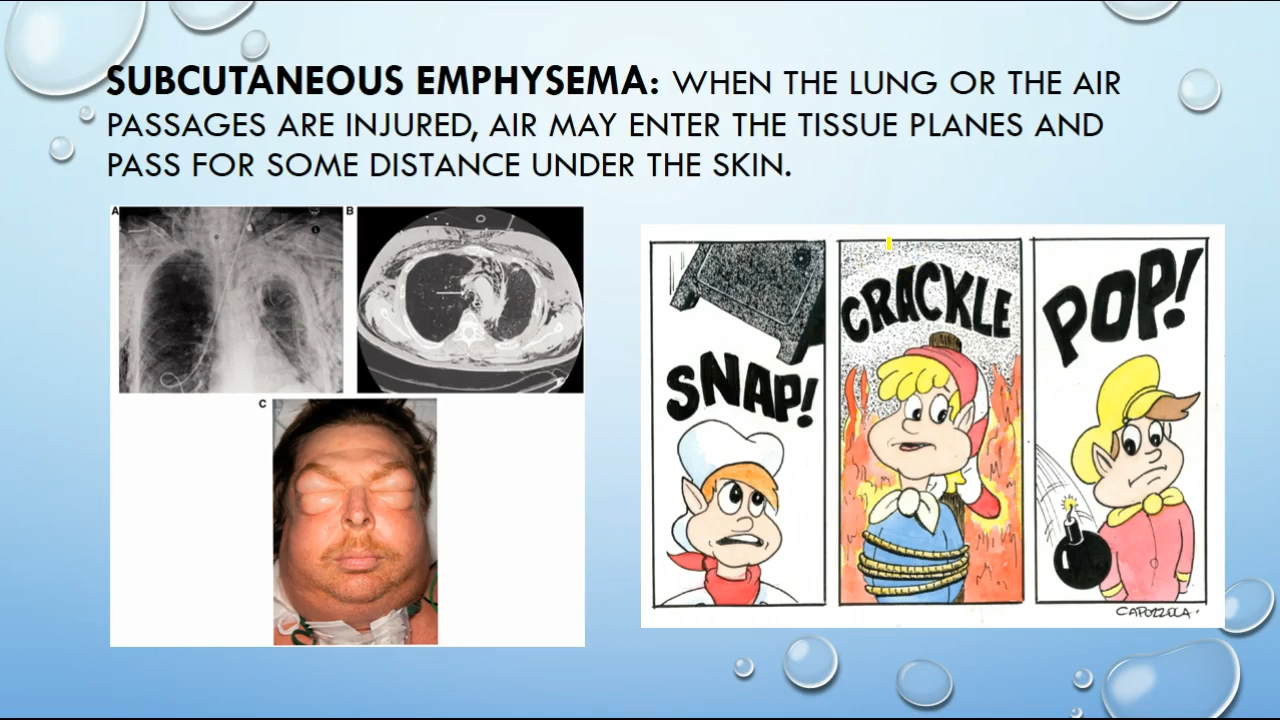 SUBCUTANEOUS EMPHYSEMA: WHEN THE LUNG OR THE AIR
PASSAGES ARE INJURED, AIR MAY ENTER THE TISSUE PLANES AND
PASS FOR SOME DISTANCE UNDER THE SKIN.
A
B
C
SNAP!
CRACKLE
POP!
CAPOZZOLA.